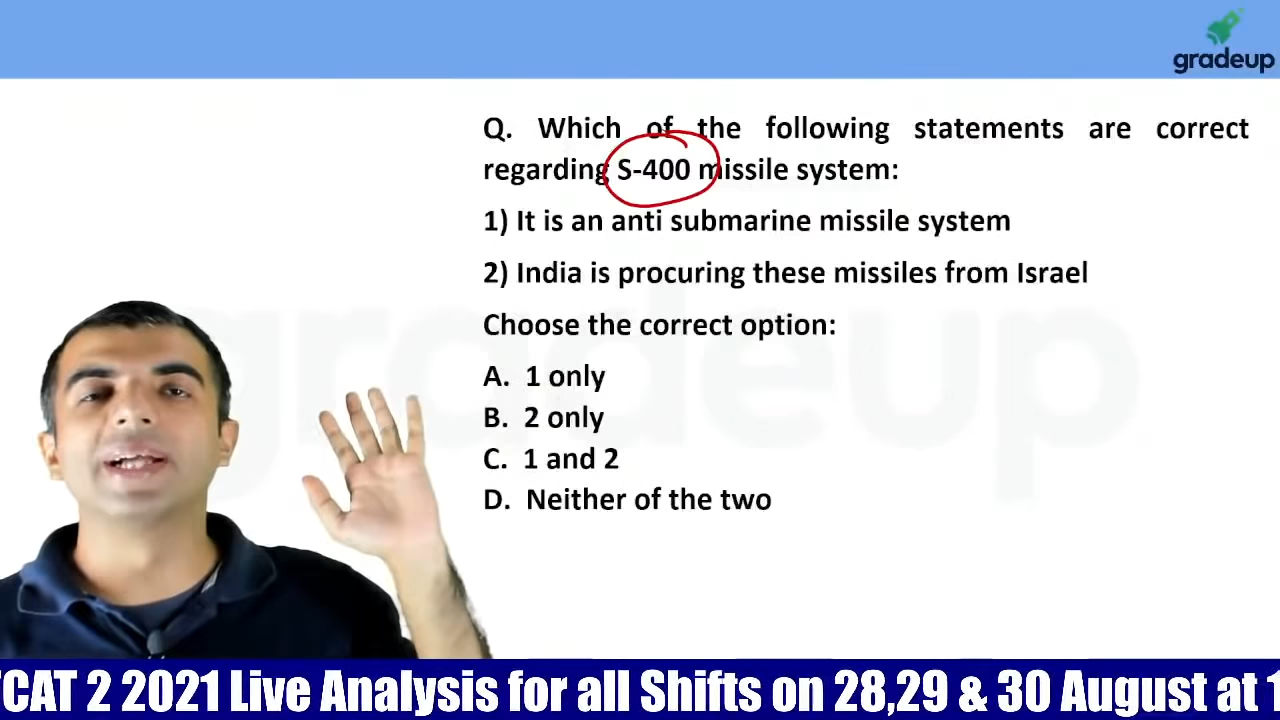 gradeup
Q. Which of the following statements are correct
regarding S-400 missile system:
1) It is an anti submarine missile system
2) India is procuring these missiles from Israel
Choose the correct option:
A. 1 only
B. 2 only
C. 1 and 2
D. Neither of the two
gradeup
CAT 2 2021 Live Analysis for all Shifts on 28,29 & 30 August at 1